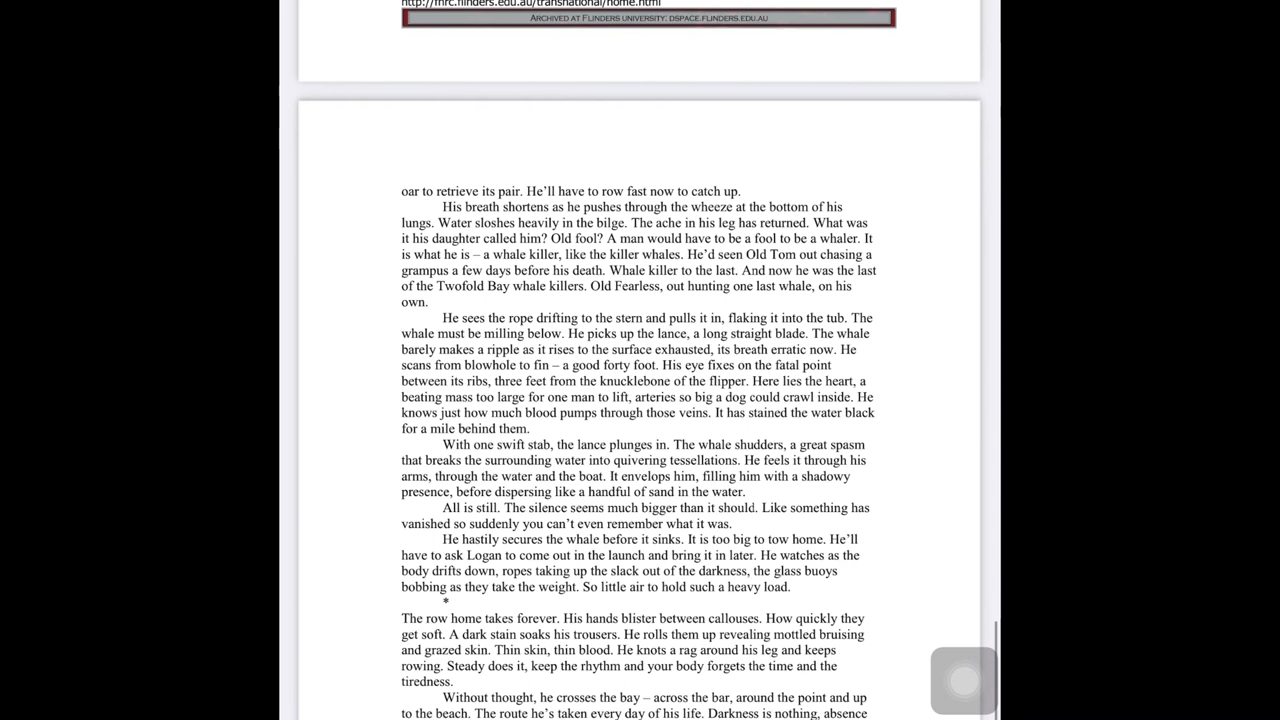 http://fhrc.flinders.edu.au/transnational/home.html
ARCHIVED AT FLINDERS UNIVERSITY: DSPACE.FLINDERS.EDU.AU
oar to retrieve its pair. He’ll have to row fast now to catch up.
His breath shortens as he pushes through the wheeze at the bottom of his
lungs. Water sloshes heavily in the bilge. The ache in his leg has returned. What was
it his daughter called him? Old fool? A man would have to be a fool to be a whaler. It
is what he is – a whale killer, like the killer whales. He’d seen Old Tom out chasing a
grampus a few days before his death. Whale killer to the last. And now he was the last
of the Twofold Bay whale killers. Old Fearless, out hunting one last whale, on his
own.
He sees the rope drifting to the stern and pulls it in, flaking it into the tub. The
whale must be milling below. He picks up the lance, a long straight blade. The whale
barely makes a ripple as it rises to the surface exhausted, its breath erratic now. He
scans from blowhole to fin – a good forty foot. His eye fixes on the fatal point
between its ribs, three feet from the knucklebone of the flipper. Here lies the heart, a
beating mass too large for one man to lift, arteries so big a dog could crawl inside. He
knows just how much blood pumps through those veins. It has stained the water black
for a mile behind them.
With one swift stab, the lance plunges in. The whale shudders, a great spasm
that breaks the surrounding water into quivering tessellations. He feels it through his
arms, through the water and the boat. It envelops him, filling him with a shadowy
presence, before dispersing like a handful of sand in the water.
All is still. The silence seems much bigger than it should. Like something has
vanished so suddenly you can’t even remember what it was.
He hastily secures the whale before it sinks. It is too big to tow home. He’ll
have to ask Logan to come out in the launch and bring it in later. He watches as the
body drifts down, ropes taking up the slack out of the darkness, the glass buoys
bobbing as they take the weight. So little air to hold such a heavy load.
*
The row home takes forever. His hands blister between callouses. How quickly they
get soft. A dark stain soaks his trousers. He rolls them up revealing mottled bruising
and grazed skin. Thin skin, thin blood. He knots a rag around his leg and keeps
rowing. Steady does it, keep the rhythm and your body forgets the time and the
tiredness.
Without thought, he crosses the bay – across the bar, around the point and up
to the beach. The route he’s taken every day of his life. Darkness is nothing, absence